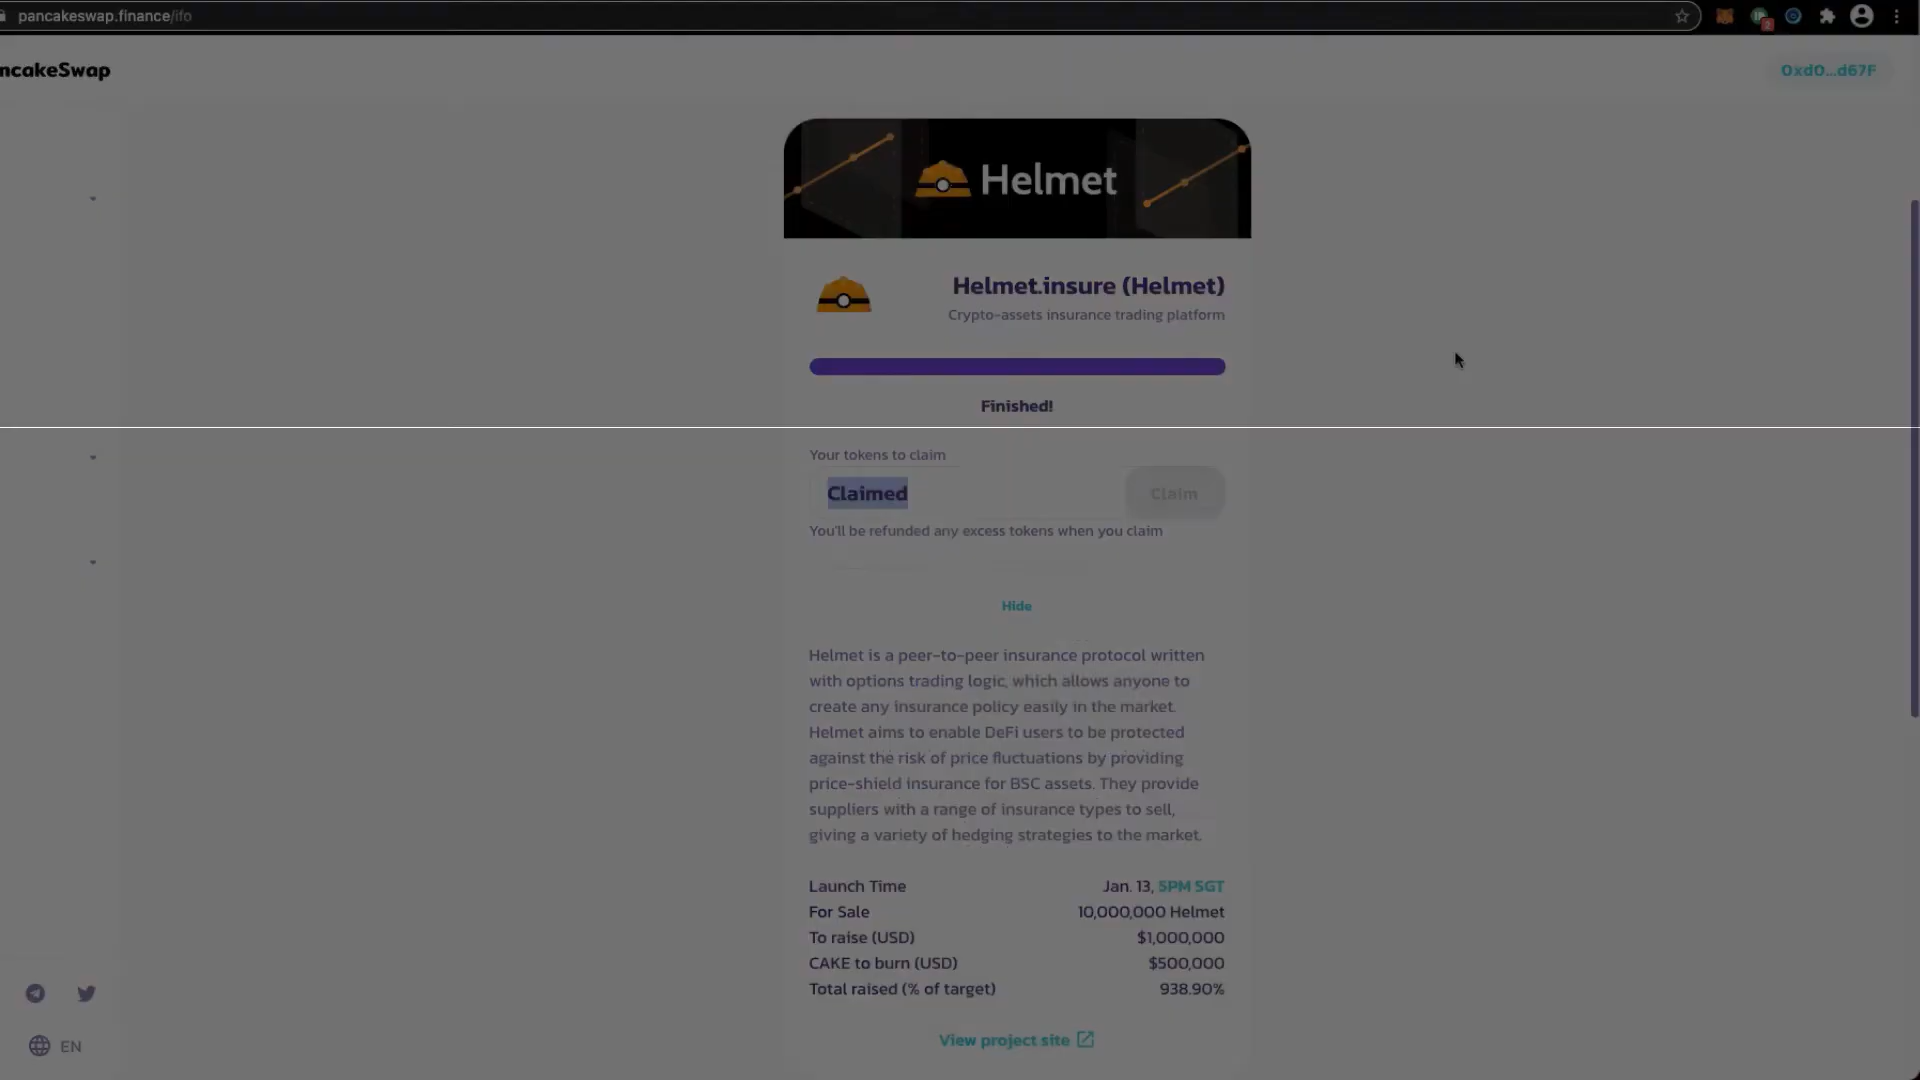 pancakeswap.finance/ifo
2
ncakeSwap
0xd0...d67F
Helmet
Helmet.insure (Helmet)
Crypto-assets insurance trading platform
Finished!
Your tokens to claim
Claimed
Claim
You'll be refunded any excess tokens when you claim
Hide
Helmet is a peer-to-peer insurance protocol written
with options trading logic, which allows anyone to
create any insurance policy easily in the market.
Helmet aims to enable DeFi users to be protected
against the risk of price fluctuations by providing
price-shield insurance for BSC assets. They provide
suppliers with a range of insurance types to sell,
giving a variety of hedging strategies to the market.
Launch Time Jan. 13, 5PM SGT
For Sale 10,000,000 Helmet
To raise (USD) $1,000,000
CAKE to burn (USD) $500,000
Total raised (% of target) 938.90%
View project site
EN